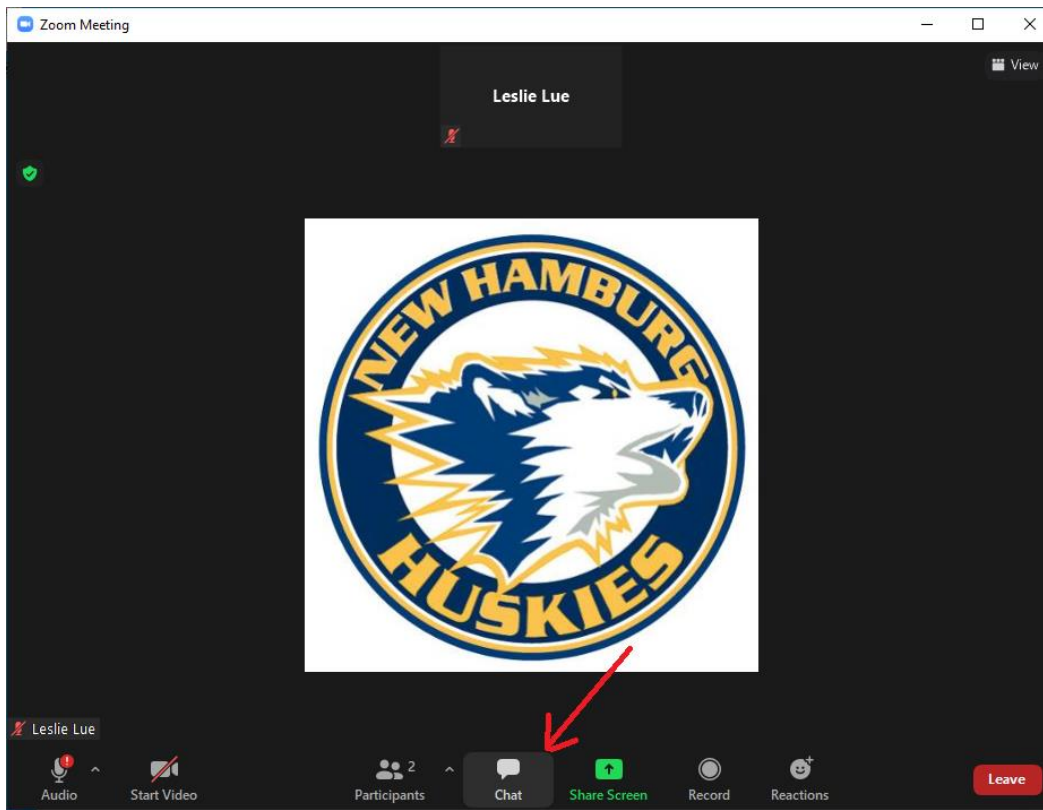 Zoom Meeting
View
Leslie Lue
NEW HAMBURG
HUSKIES
Leslie Lue
2
Audio
Start Video
Participants
Chat
Share Screen
Record
Reactions
Leave